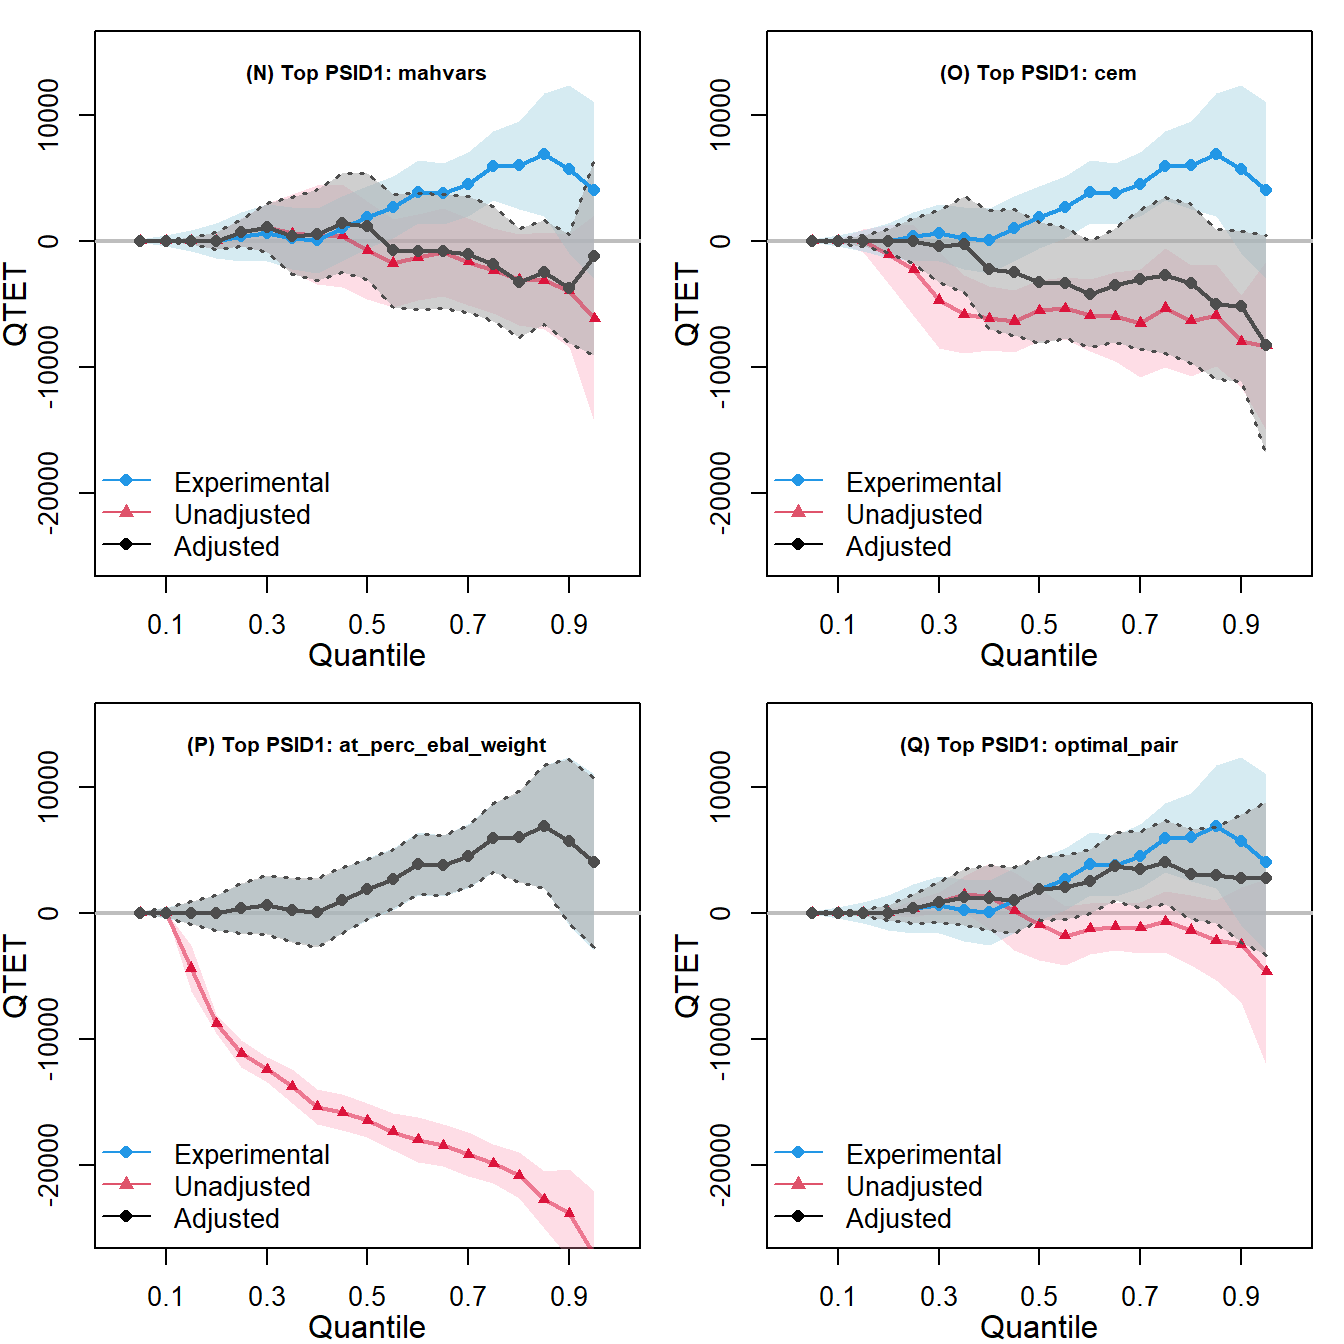 (N) Top PSID1: mahvars
10000
0
-10000
-20000
QTET
Experimental
Unadjusted
Adjusted
0.1 0.3 0.5 0.7 0.9
Quantile
(O) Top PSID1: cem
10000
0
-10000
-20000
QTET
Experimental
Unadjusted
Adjusted
0.1 0.3 0.5 0.7 0.9
Quantile
(P) Top PSID1: at_perc_ebal_weight
10000
0
-10000
-20000
QTET
Experimental
Unadjusted
Adjusted
0.1 0.3 0.5 0.7 0.9
Quantile
(Q) Top PSID1: optimal_pair
10000
0
-10000
-20000
QTET
Experimental
Unadjusted
Adjusted
0.1 0.3 0.5 0.7 0.9
Quantile